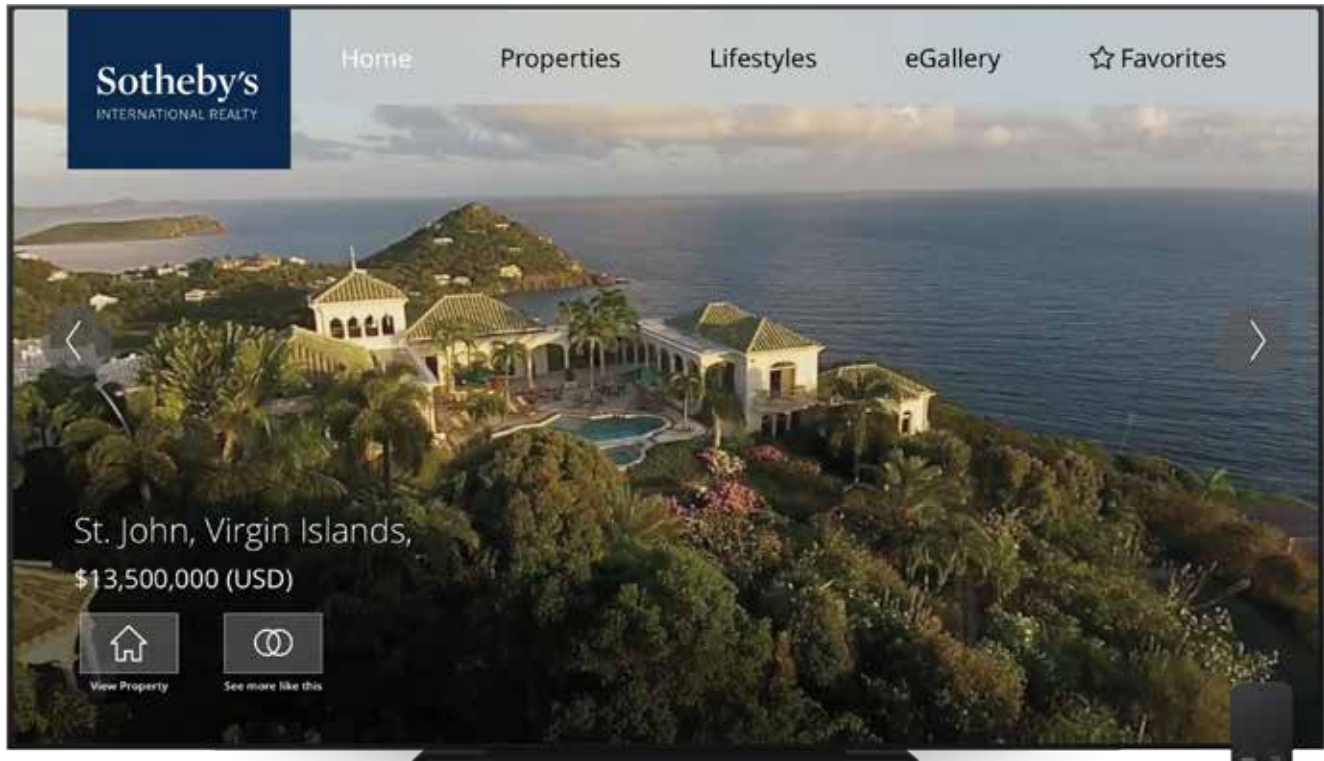 Sotheby's
INTERNATIONAL REALTY
Home
Properties
Lifestyles
eGallery
Favorites
St. John, Virgin Islands,
$13,500,000 (USD)
View Property
See more like this